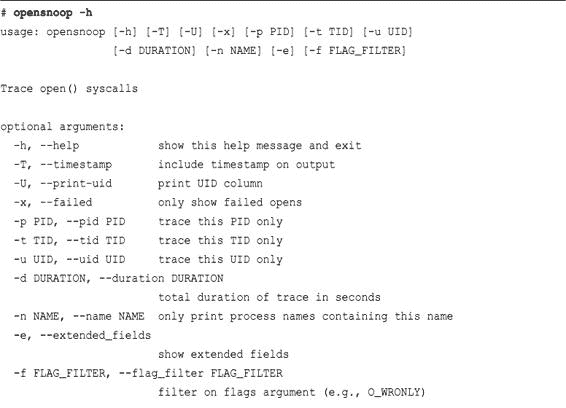 # opensnoop -h
usage: opensnoop [-h] [-T] [-U] [-x] [-p PID] [-t TID] [-u UID]
                 [-d DURATION] [-n NAME] [-e] [-f FLAG_FILTER]
Trace open() syscalls
optional arguments:
  -h, --help            show this help message and exit
  -T, --timestamp       include timestamp on output
  -U, --print-uid       print UID column
  -x, --failed          only show failed opens
  -p PID, --pid PID     trace this PID only
  -t TID, --tid TID     trace this TID only
  -u UID, --uid UID     trace this UID only
  -d DURATION, --duration DURATION
                        total duration of trace in seconds
  -n NAME, --name NAME  only print process names containing this name
  -e, --extended_fields
                        show extended fields
  -f FLAG_FILTER, --flag_filter FLAG_FILTER
                        filter on flags argument (e.g., O_WRONLY)